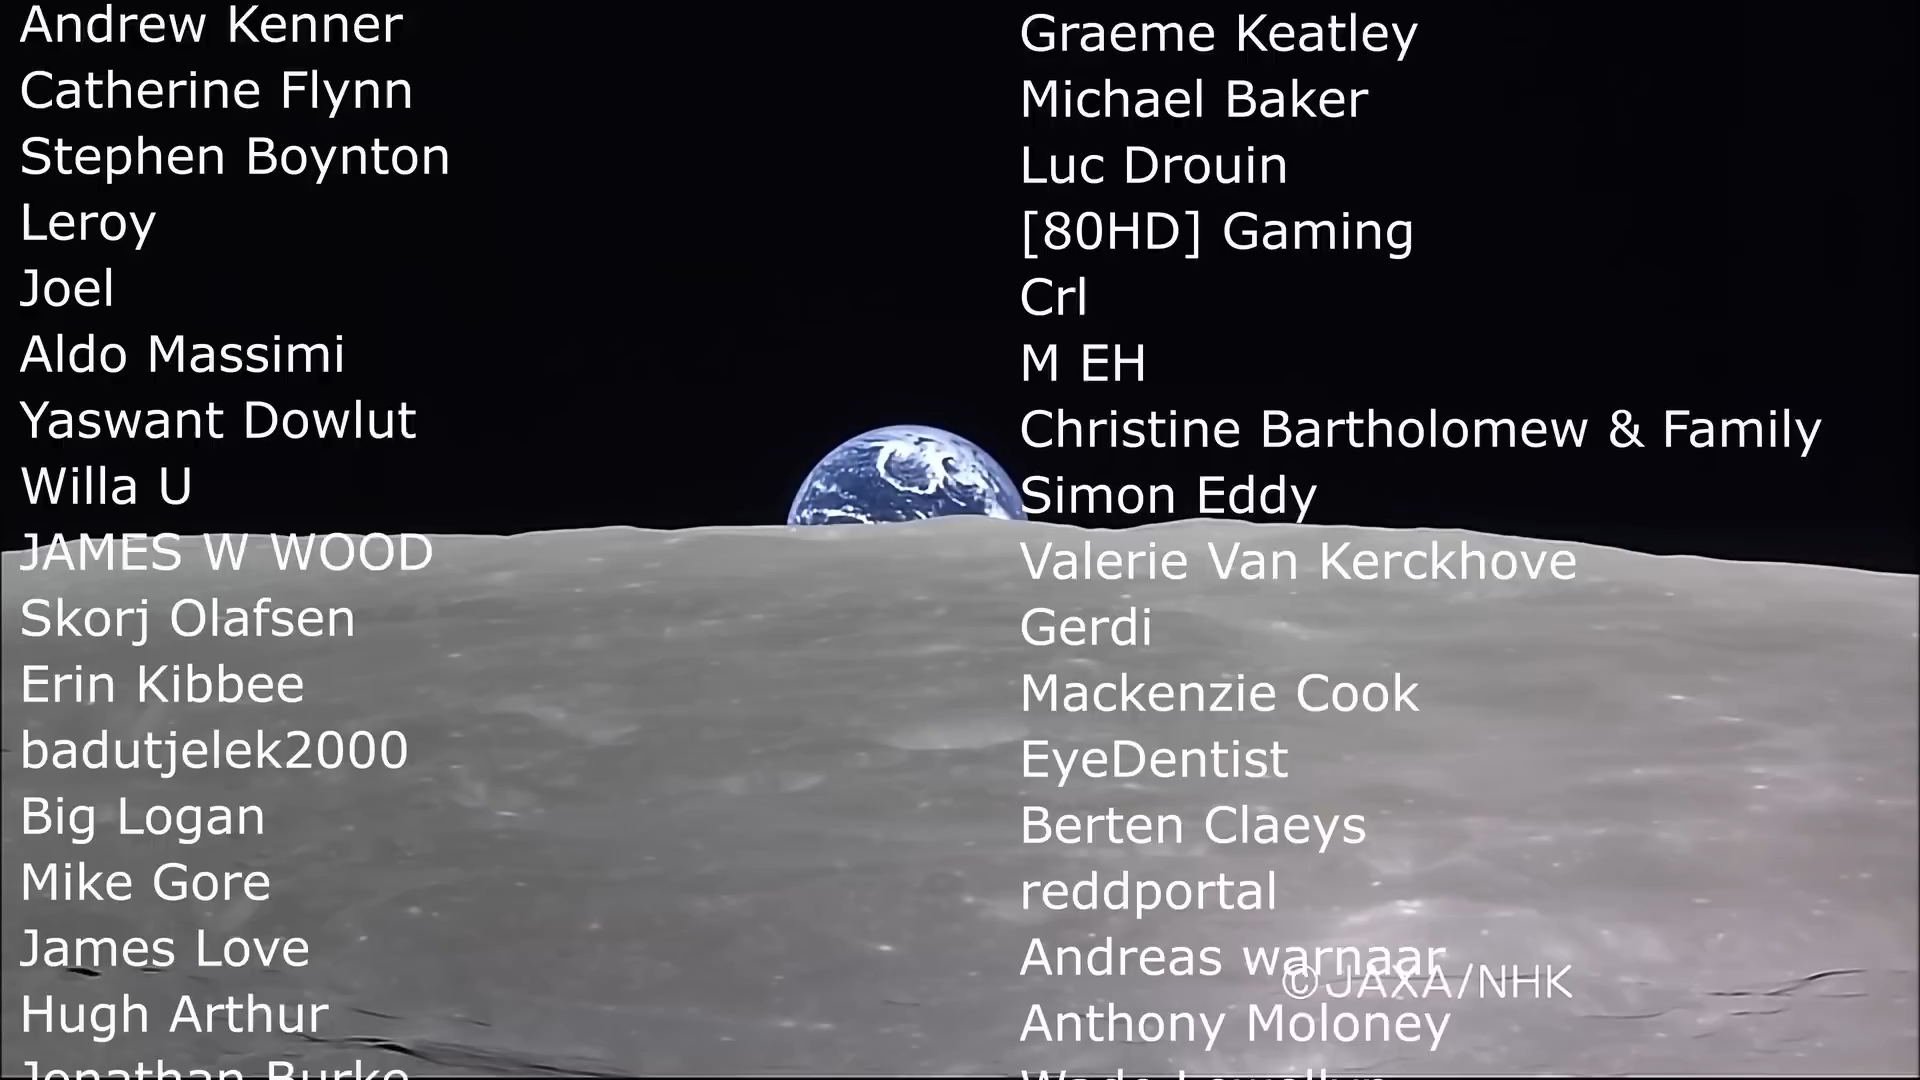 Andrew Kenner
Catherine Flynn
Stephen Boynton
Leroy
Joel
Aldo Massimi
Yaswant Dowlut
Willa U
JAMES W WOOD
Skorj Olafsen
Erin Kibbee
badutjelek2000
Big Logan
Mike Gore
James Love
Hugh Arthur
Jonathan Burke
Graeme Keatley
Michael Baker
Luc Drouin
[80HD] Gaming
Crl
M EH
Christine Bartholomew & Family
Simon Eddy
Valerie Van Kerckhove
Gerdi
Mackenzie Cook
EyeDentist
Berten Claeys
reddportal
Andreas warnaar
©JAXA/NHK
Anthony Moloney